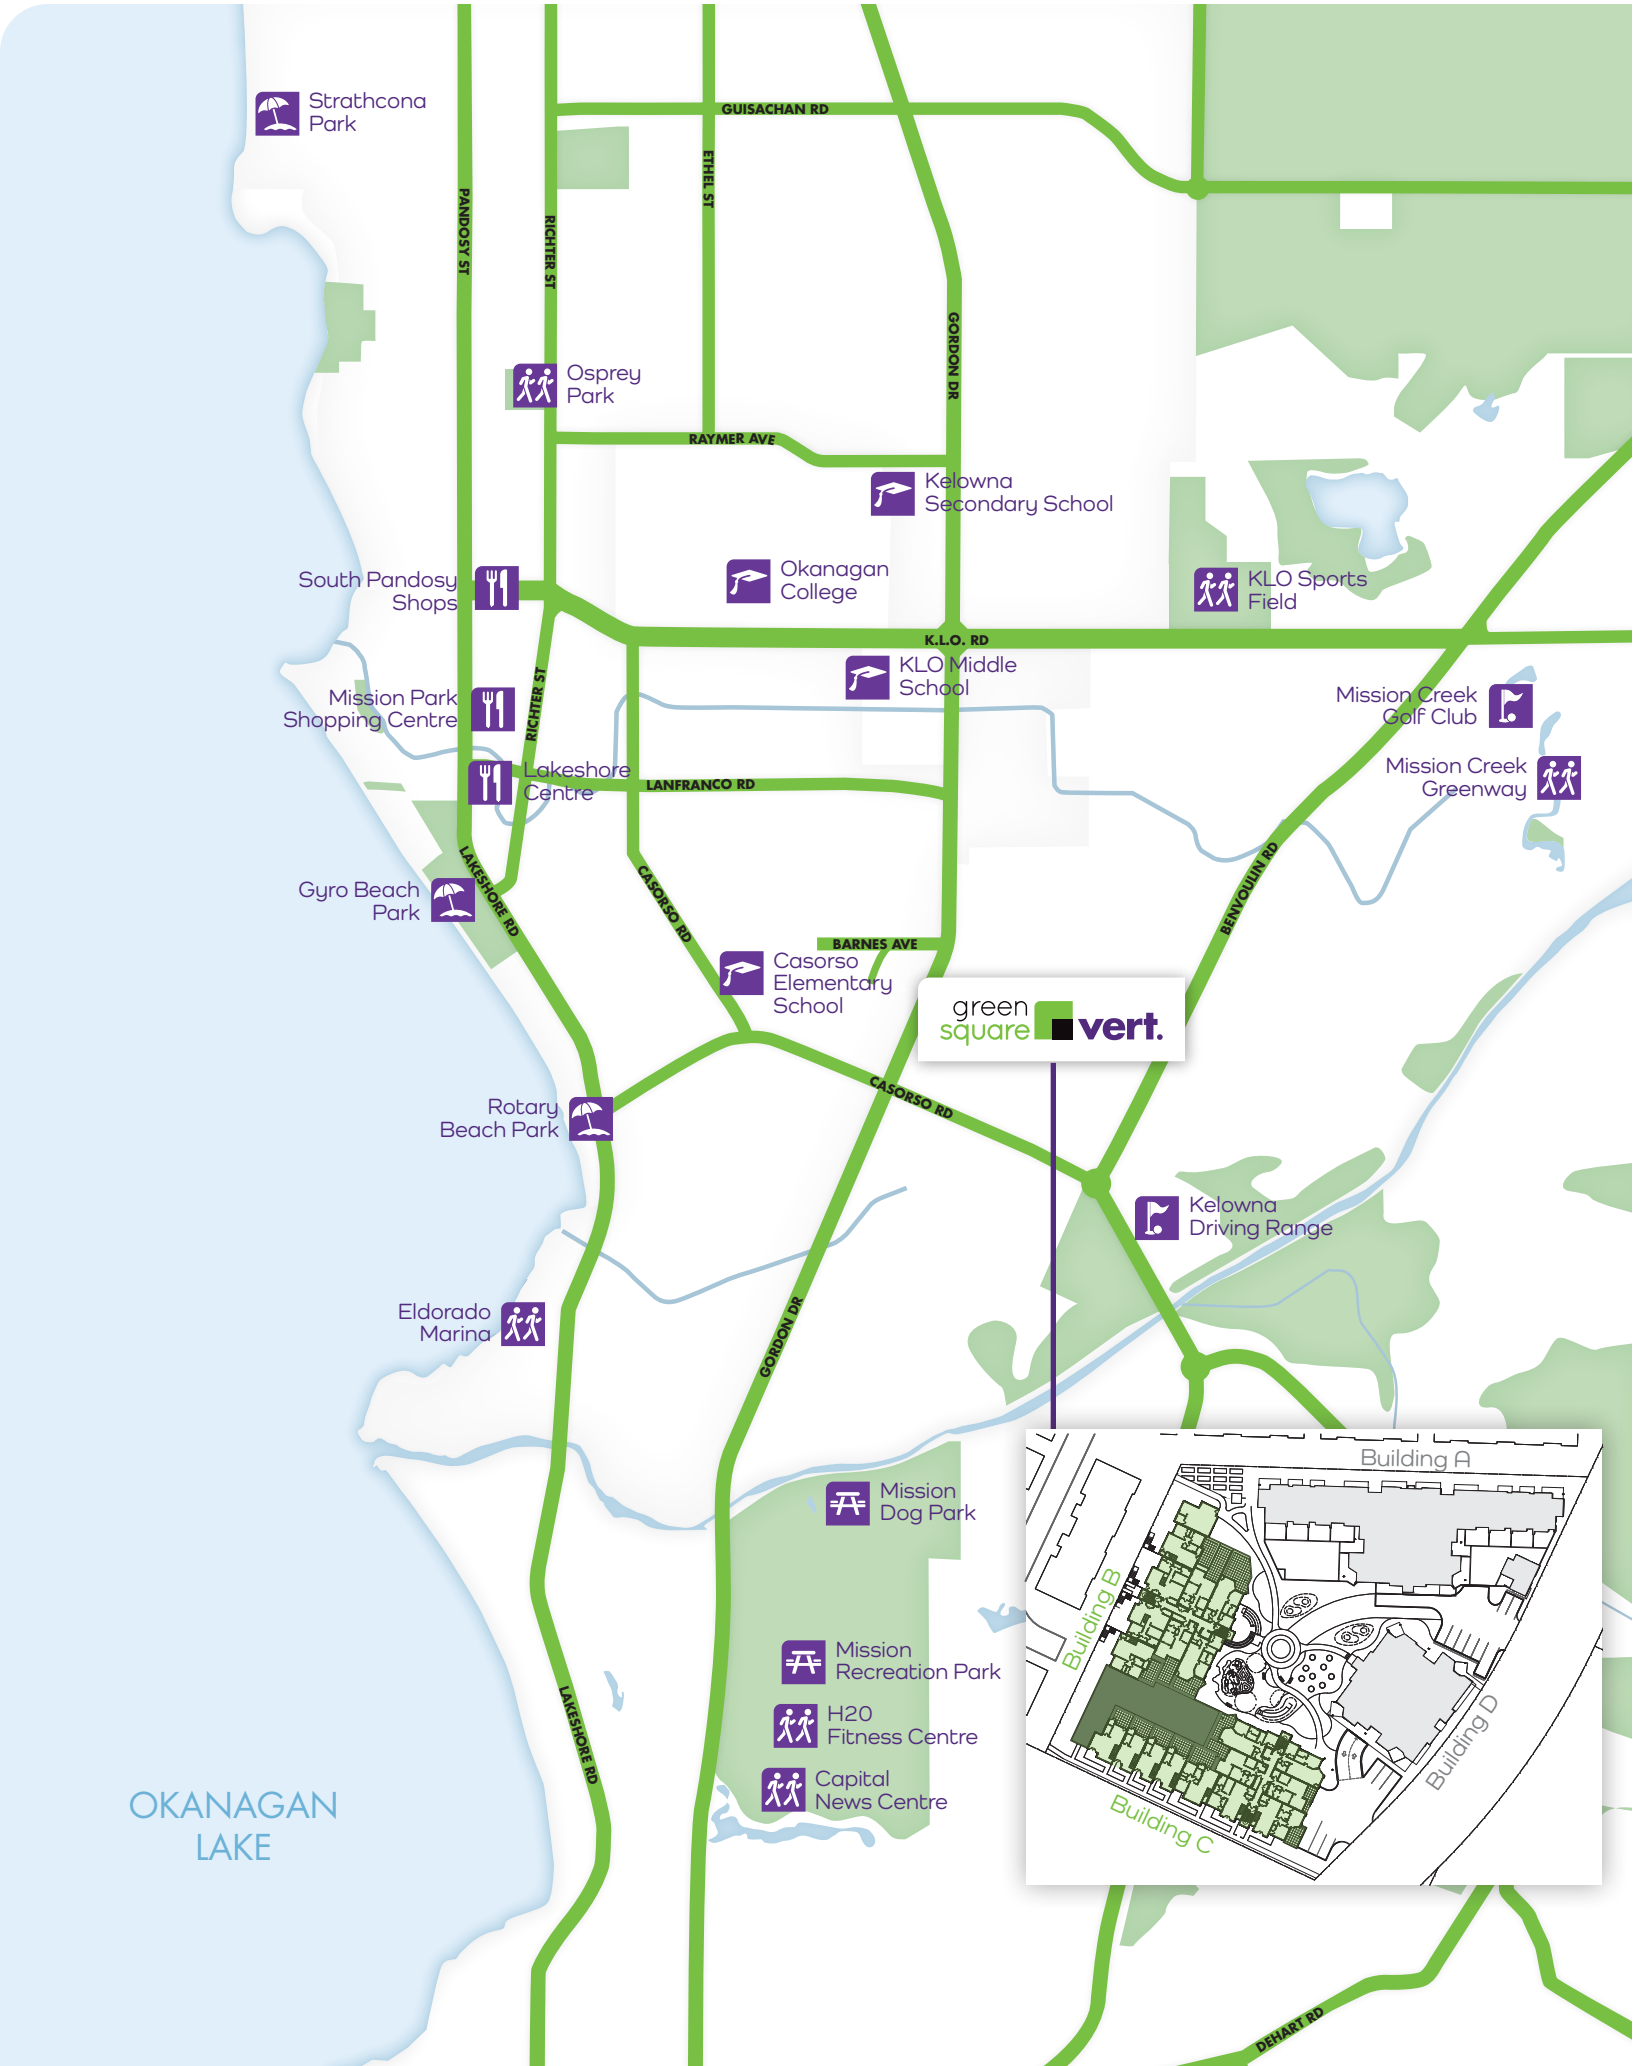 Strathcona
Park
GUISACHAN RD
ETHEL ST
PANDOSY ST
RICHTER ST
GORDON DR
Osprey
Park
RAYMER AVE
Kelowna
Secondary School
Okanagan
College
South Pandosy
Shops
KLO Sports
Field
K.L.O. RD
KLO Middle
School
RICHTER ST
Mission Park
Shopping Centre
Mission Creek
Golf Club
Lakeshore
Centre
LANFRANCO RD
Mission Creek
Greenway
LAKESHORE RD
CASORSO RD
BENVOULIN RD
Gyro Beach
Park
BARNES AVE
Casorso
Elementary
School
green
square
vert.
CASORSO RD
Rotary
Beach Park
Kelowna
Driving Range
Eldorado
Marina
GORDON DR
Building A
Mission
Dog Park
Building B
Mission
Recreation Park
H20
Fitness Centre
LAKESHORE RD
Building D
Capital
News Centre
Building C
OKANAGAN
LAKE
DEHART RD